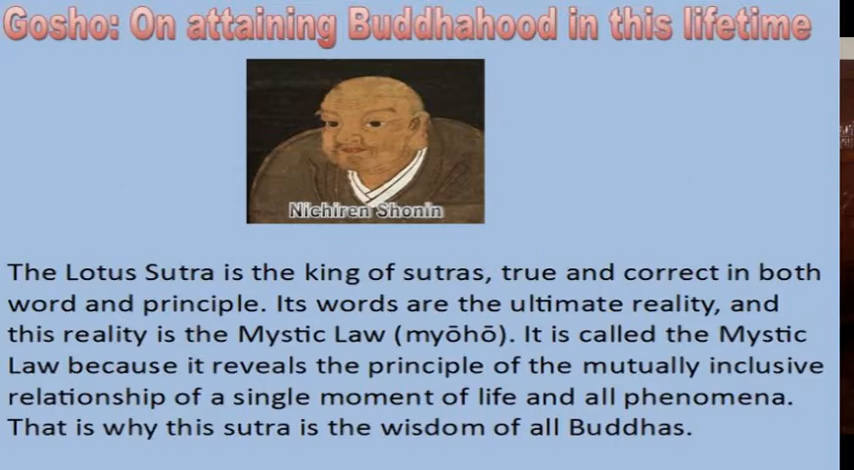 Gosho: On attaining Buddhahood in this lifetime
Nichiren Shonin
The Lotus Sutra is the king of sutras, true and correct in both
word and principle. Its words are the ultimate reality, and
this reality is the Mystic Law (myōhō). It is called the Mystic
Law because it reveals the principle of the mutually inclusive
relationship of a single moment of life and all phenomena.
That is why this sutra is the wisdom of all Buddhas.